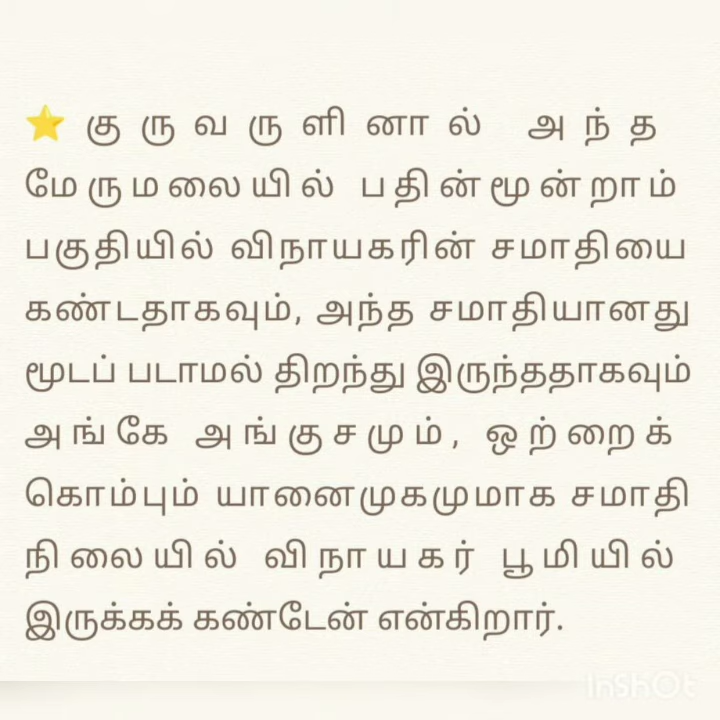 ⭐ குருவருளினால் அந்த
மேருமலையில் பதின்மூன்றாம்
பகுதியில் விநாயகரின் சமாதியை
கண்டதாகவும், அந்த சமாதியானது
மூடப் படாமல் திறந்து இருந்ததாகவும்
அங்கே அங்குசமும், ஒற்றைக்
கொம்பும் யானைமுகமுமாக சமாதி
நிலையில் விநாயகர் பூமியில்
இருக்கக் கண்டேன் என்கிறார்.
InShOt